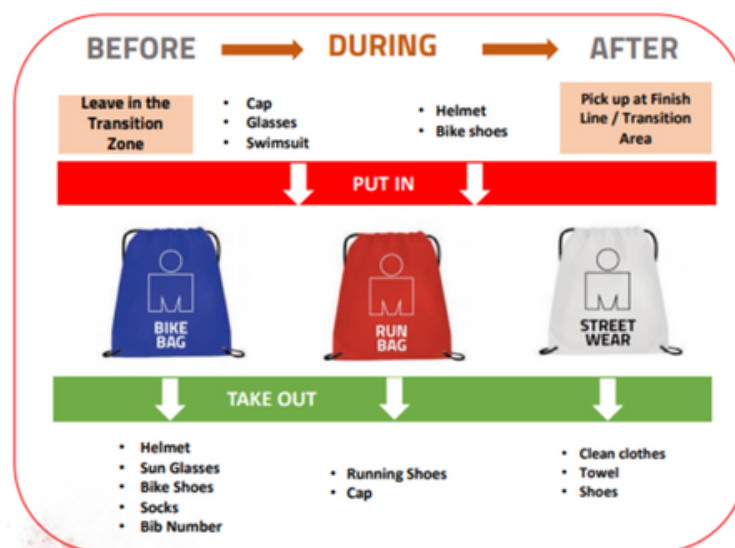 BEFORE
DURING
AFTER
Leave in the
Transition
Zone
• Cap
• Glasses
• Swimsuit
• Helmet
• Bike shoes
Pick up at Finish
Line / Transition
Area
PUT IN
BIKE
BAG
RUN
BAG
STREET
WEAR
TAKE OUT
• Helmet
• Sun Glasses
• Bike Shoes
• Socks
• Bib Number
• Running Shoes
• Cap
• Clean clothes
• Towel
• Shoes